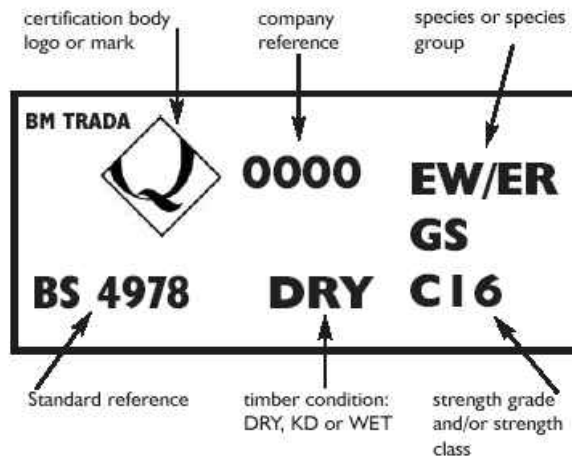 certification body
logo or mark
company
reference
species or species
group
BM TRADA
Q
0000
EW/ER
GS
BS 4978
DRY
C16
Standard reference
timber condition:
DRY, KD or WET
strength grade
and/or strength
class